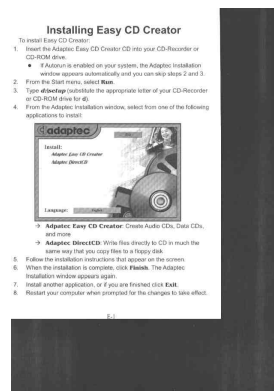 Installing Easy CD Creator
To install Easy CD Creator:
1. Insert the Adaptec Easy CD Creator CD into your CD-Recorder or
CD-ROM drive.
● If Autorun is enabled on your system, the Adaptec Installation
window appears automatically and you can skip steps 2 and 3.
2. From the Start menu, select Run.
3. Type d:\setup (substitute the appropriate letter of your CD-Recorder
or CD-ROM drive for d).
4. From the Adaptec Installation window, select from one of the following
applications to install:
adaptec
Install:
Adaptec Easy CD Creator
Adaptec DirectCD
Language:
English
→ Adpatec Easy CD Creator: Create Audio CDs, Data CDs,
and more
→ Adaptec DirectCD: Write files directly to CD in much the
same way that you copy files to a floppy disk
5. Follow the installation instructions that appear on the screen.
6. When the installation is complete, click Finish. The Adaptec
Installation window appears again.
7. Install another application, or if you are finished click Exit.
8. Restart your computer when prompted for the changes to take effect.